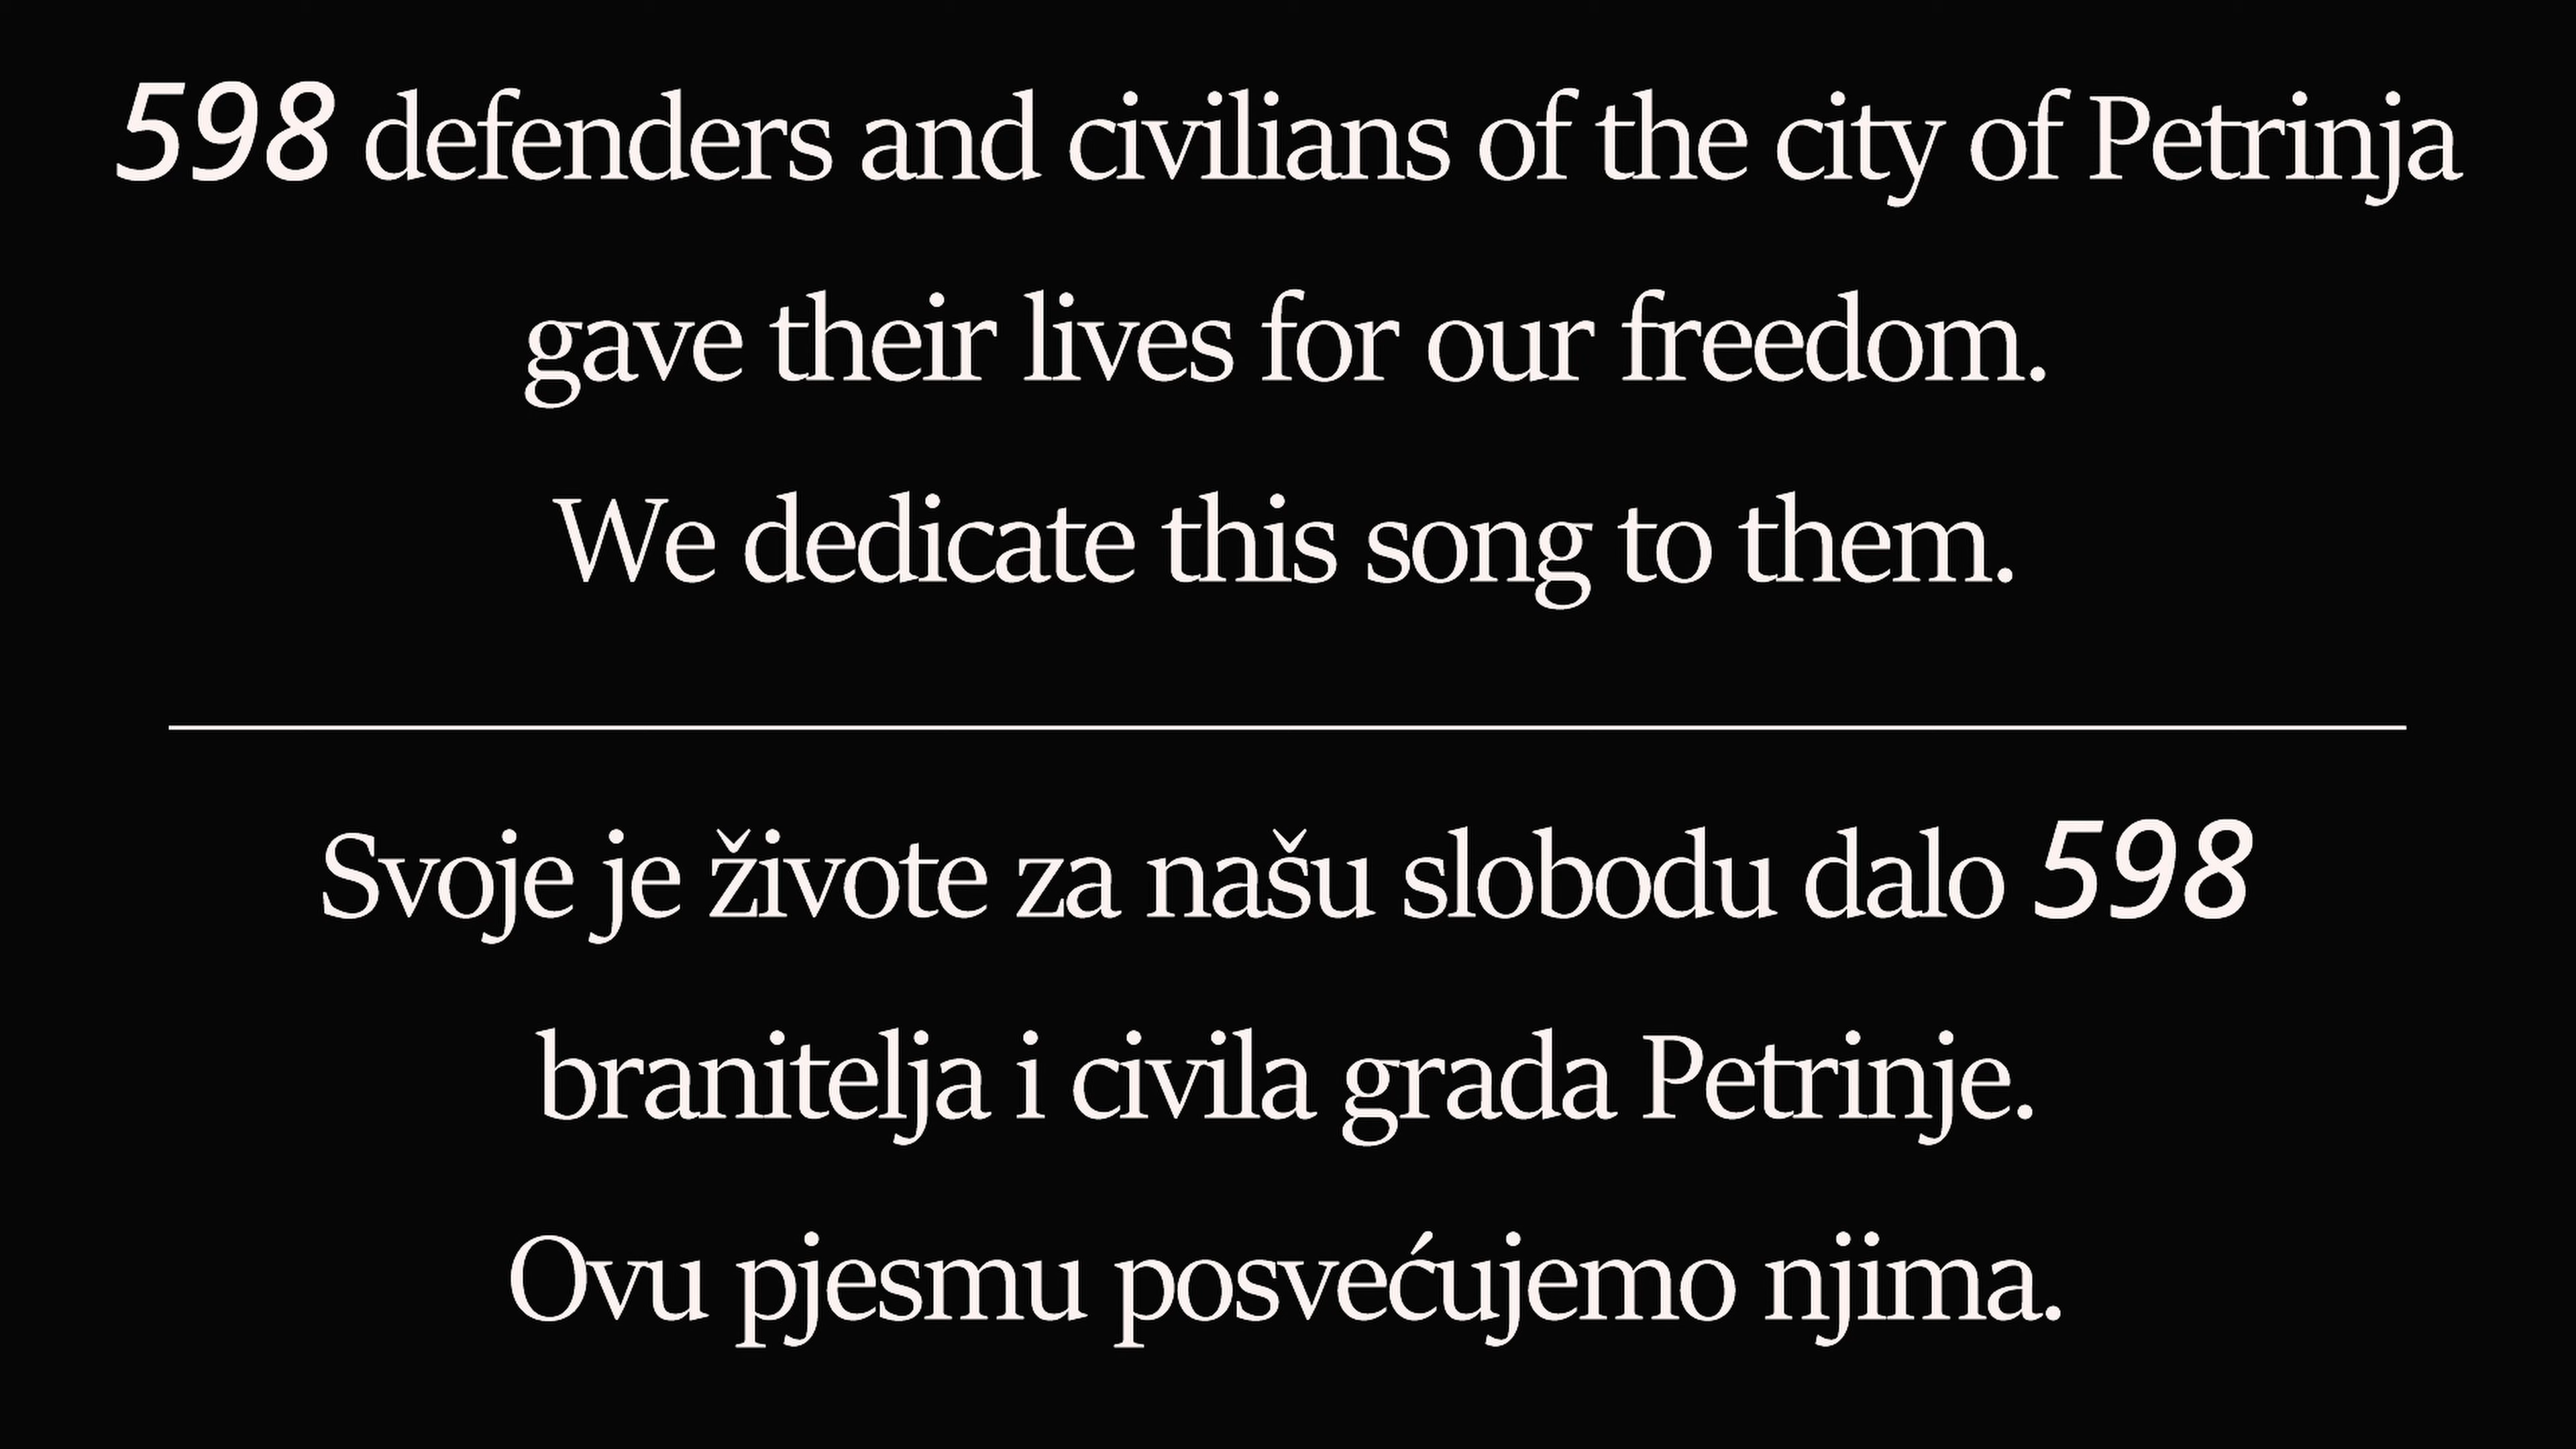 598 defenders and civilians of the city of Petrinja
gave their lives for our freedom.
We dedicate this song to them.
Svoje je živote za našu slobodu dalo 598
branitelja i civila grada Petrinje.
Ovu pjesmu posvećujemo njima.